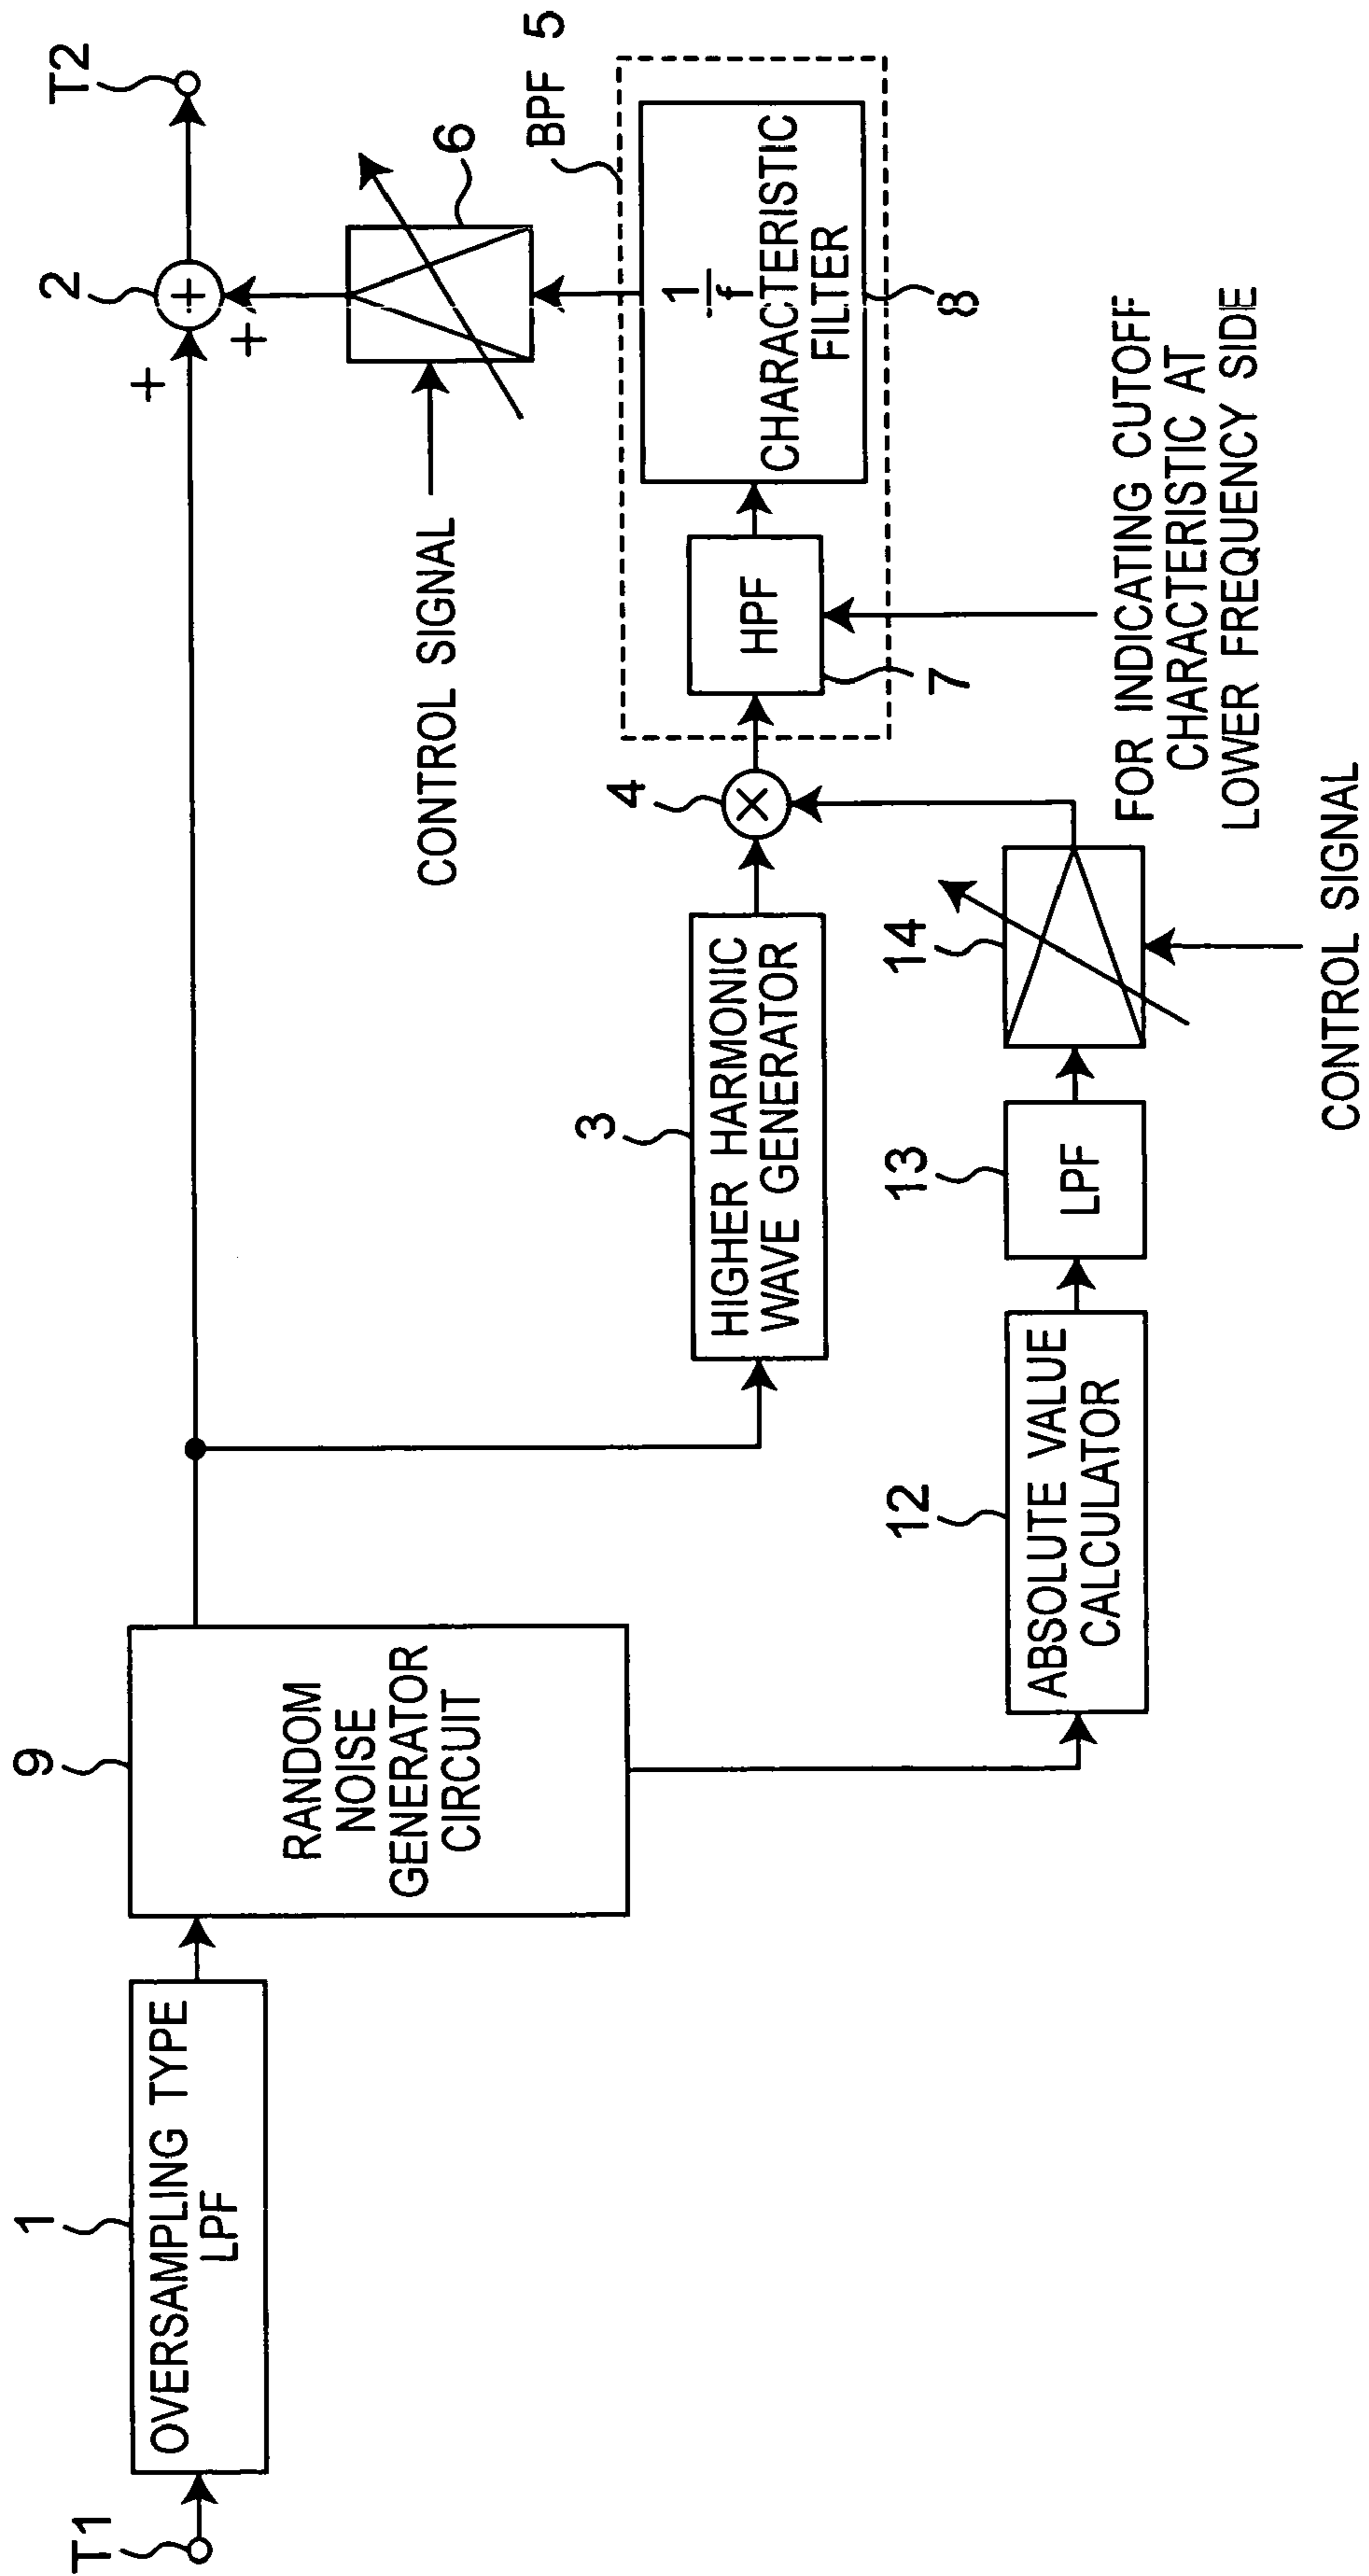 T1
1
OVERSAMPLING TYPE
LPF
9
RANDOM
NOISE
GENERATOR
CIRCUIT
+
+
2
+
T2
CONTROL SIGNAL
6
3
HIGHER HARMONIC
WAVE GENERATOR
4
×
BPF 5
HPF
7
1
f
CHARACTERISTIC
FILTER
8
12
ABSOLUTE VALUE
CALCULATOR
13
LPF
14
CONTROL SIGNAL
FOR INDICATING CUTOFF
CHARACTERISTIC AT
LOWER FREQUENCY SIDE